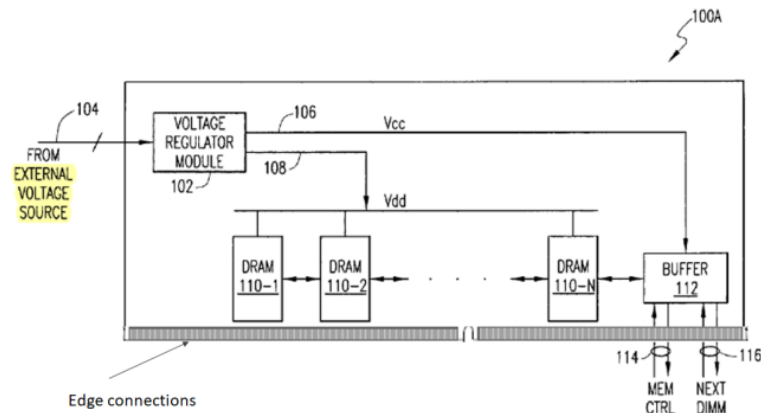 100A
104
FROM
EXTERNAL
VOLTAGE
SOURCE
VOLTAGE
REGULATOR
MODULE
102
106
Vcc
108
Vdd
DRAM
110-1
DRAM
110-2
. . . .
DRAM
110-N
BUFFER
112
114
116
MEM
CTRL
NEXT
DIMM
Edge connections